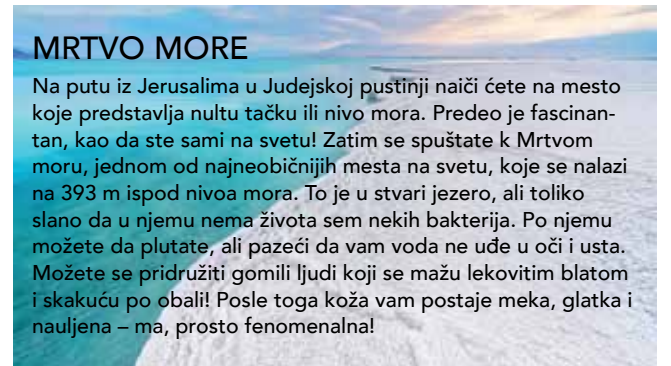 MRTVO MORE
Na putu iz Jerusalima u Judejskoj pustinji naiči ćete na mesto
koje predstavlja nultu tačku ili nivo mora. Predeo je fascinan-
tan, kao da ste sami na svetu! Zatim se spuštate k Mrtvom
moru, jednom od najneobičnijih mesta na svetu, koje se nalazi
na 393 m ispod nivoa mora. To je u stvari jezero, ali toliko
slano da u njemu nema života sem nekih bakterija. Po njemu
možete da plutate, ali pazeći da vam voda ne uđe u oči i usta.
Možete se pridružiti gomili ljudi koji se mažu lekovitim blatom
i skakuću po obali! Posle toga koža vam postaje meka, glatka i
nauljena – ma, prosto fenomenalna!